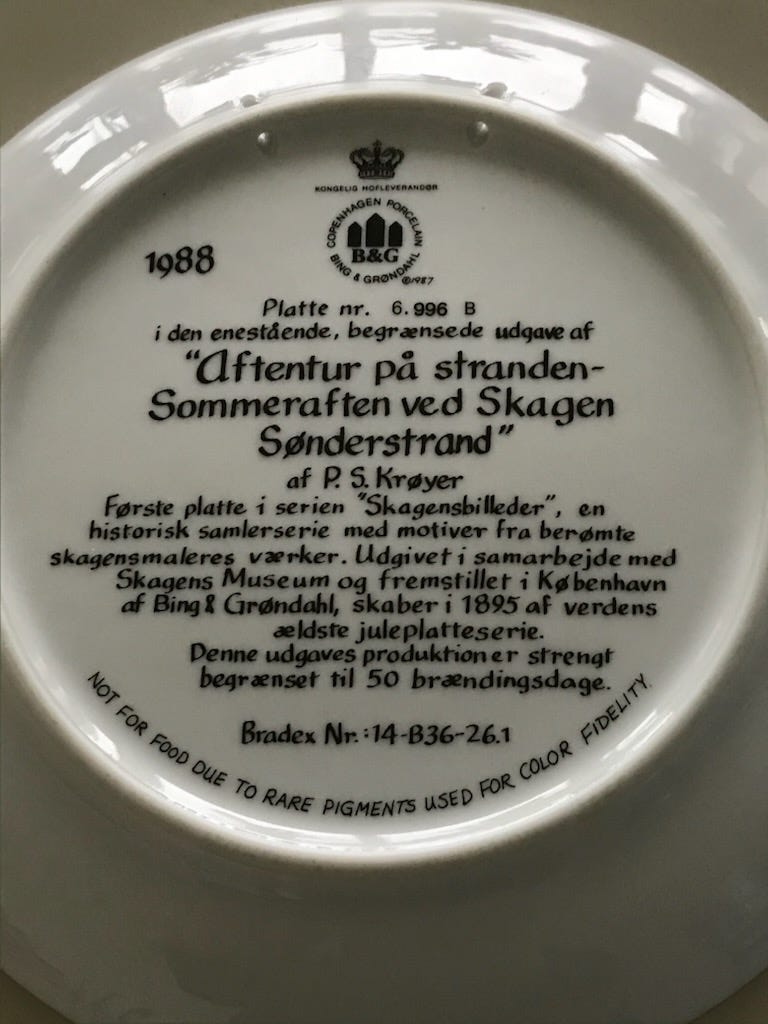 KONGELIG HOFLEVERANDØR
COPENHAGEN PORCELAIN
B&G
BING & GRØNDAHL
©1987
1988
Platte nr. 6.996 B
i den enestående, begrænsede udgave af
"Aftentur på stranden-
Sommeraften ved Skagen
Sønderstrand"
af P. S. Krøyer
Første platte i serien "Skagensbilleder", en
historisk samlerserie med motiver fra berømte
skagensmaleres værker. Udgivet i samarbejde med
Skagens Museum og fremstillet i København
af Bing & Grøndahl, skaber i 1895 af verdens
ældste juleplatteserie.
Denne udgaves produktion er strengt
begrænset til 50 brændingsdage.
Bradex Nr.: 14-B36-26.1
NOT FOR FOOD DUE TO RARE PIGMENTS USED FOR COLOR FIDELITY.